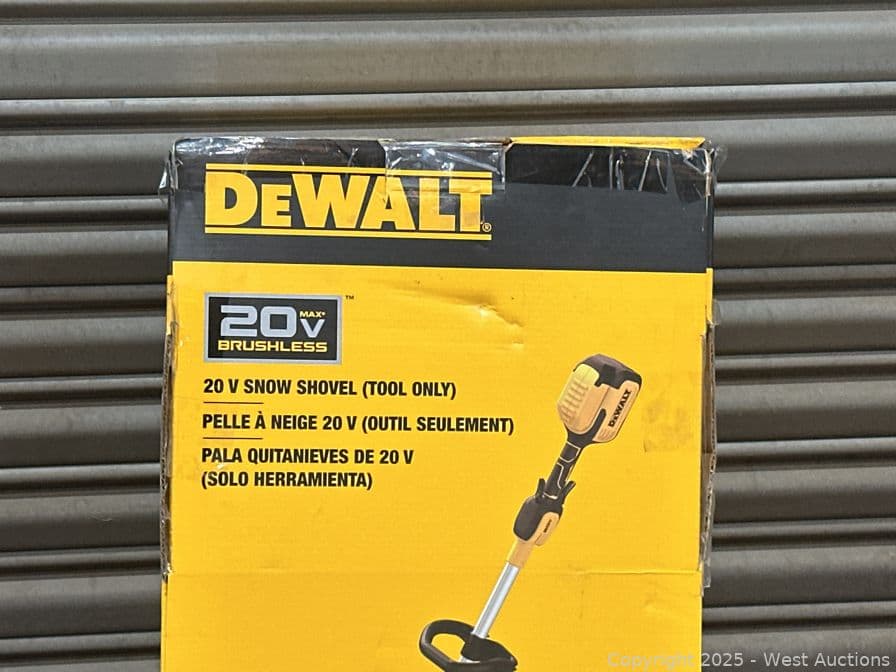 DEWALT®
20V MAX* ™
BRUSHLESS
20 V SNOW SHOVEL (TOOL ONLY)
PELLE À NEIGE 20 V (OUTIL SEULEMENT)
PALA QUITANIEVES DE 20 V
(SOLO HERRAMIENTA)
DEWALT
Copyright 2025 - West Auctions